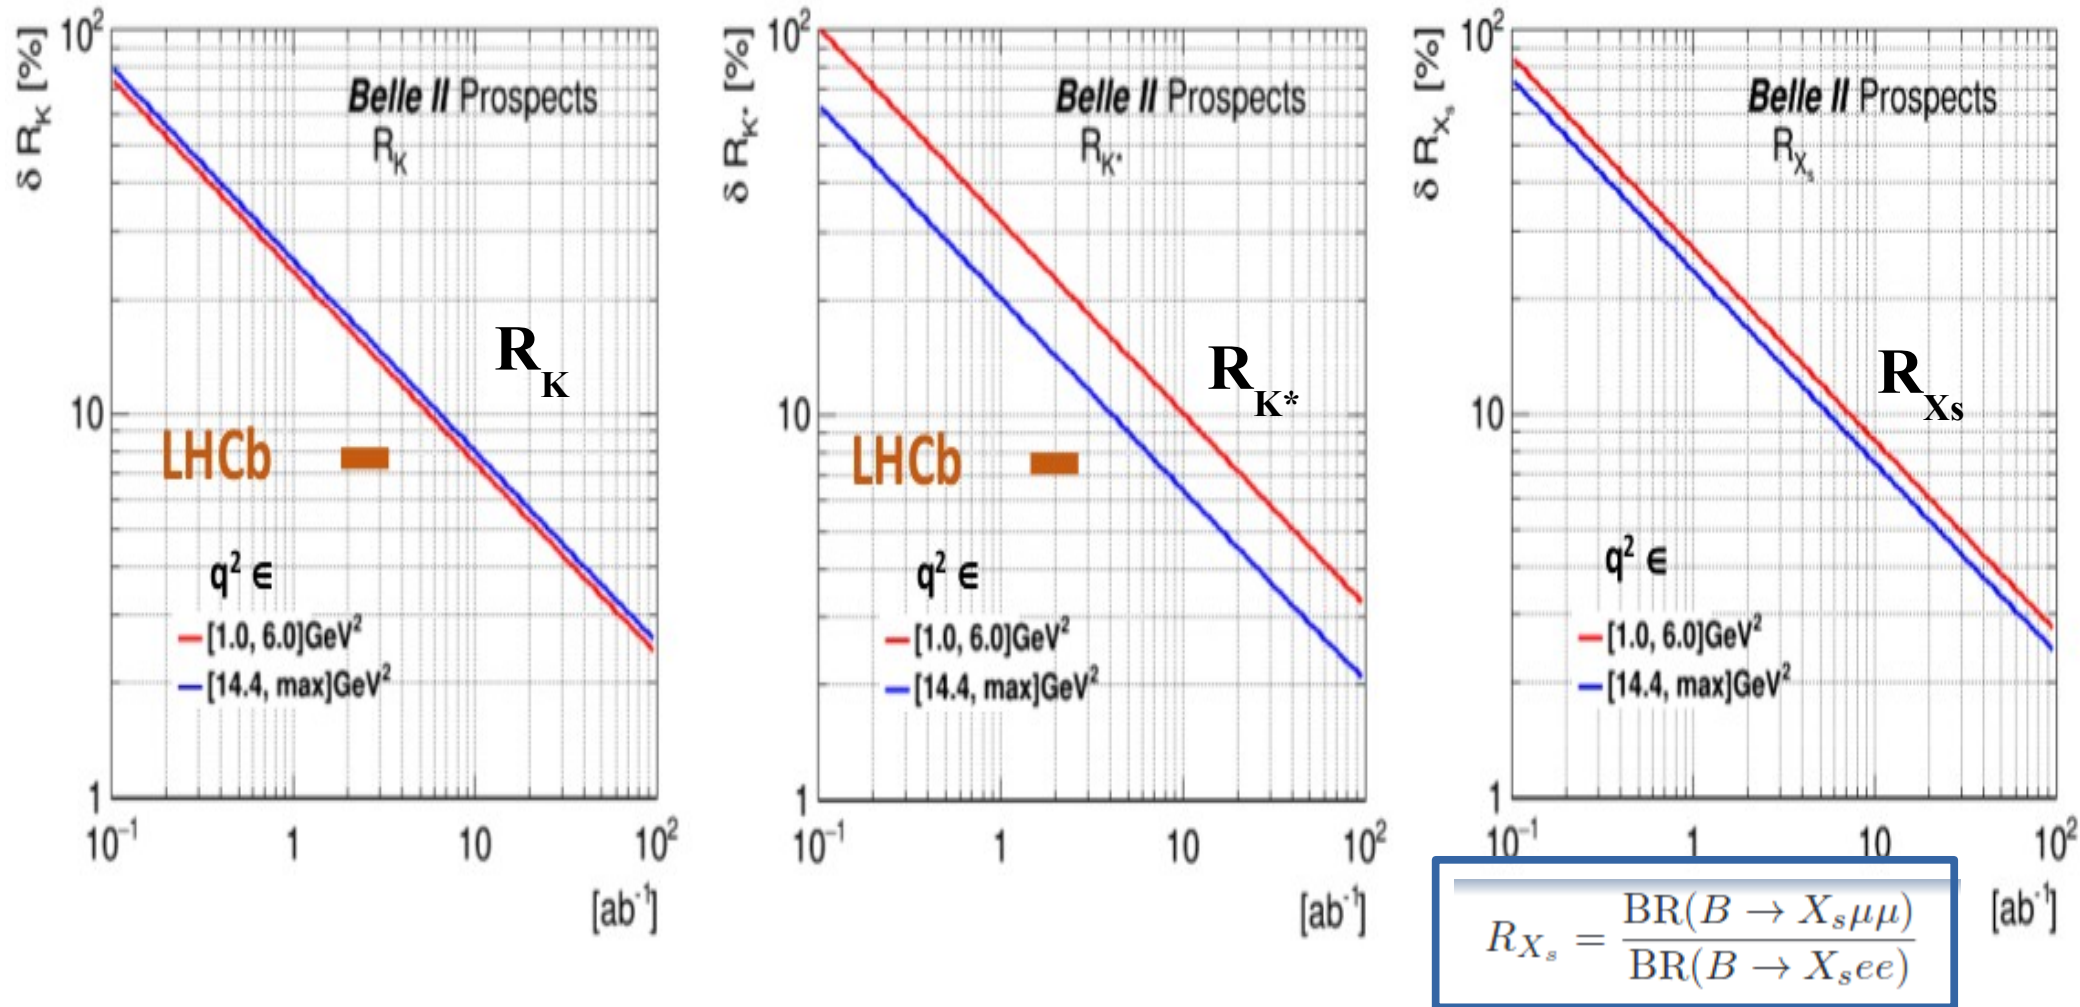 δ R_K [%]
10²
10
1
Belle II Prospects
R_K
R_K
LHCb
q² ∈
[1.0, 6.0]GeV²
[14.4, max]GeV²
10⁻¹ 1 10 10²
[ab⁻¹]
δ R_K* [%]
10²
10
1
Belle II Prospects
R_K*
R_K*
LHCb
q² ∈
[1.0, 6.0]GeV²
[14.4, max]GeV²
10⁻¹ 1 10 10²
[ab⁻¹]
δ R_Xs [%]
10²
10
1
Belle II Prospects
R_Xs
R_Xs
q² ∈
[1.0, 6.0]GeV²
[14.4, max]GeV²
10⁻¹ 1 10 10²
[ab⁻¹]
R_Xs = BR(B → X_s μμ) / BR(B → X_s ee)